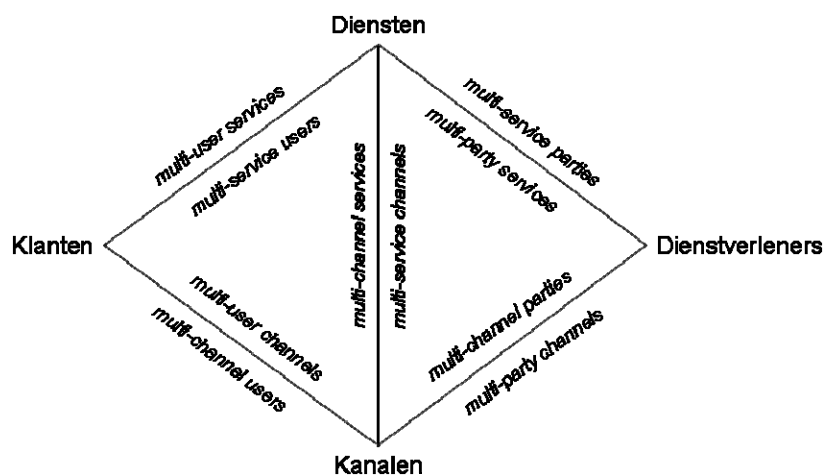 Diensten
multi-user services
multi-service users
multi-service parties
multi-party services
multi-channel services
multi-service channels
Klanten
Dienstverleners
multi-user channels
multi-channel users
multi-channel parties
multi-party channels
Kanalen